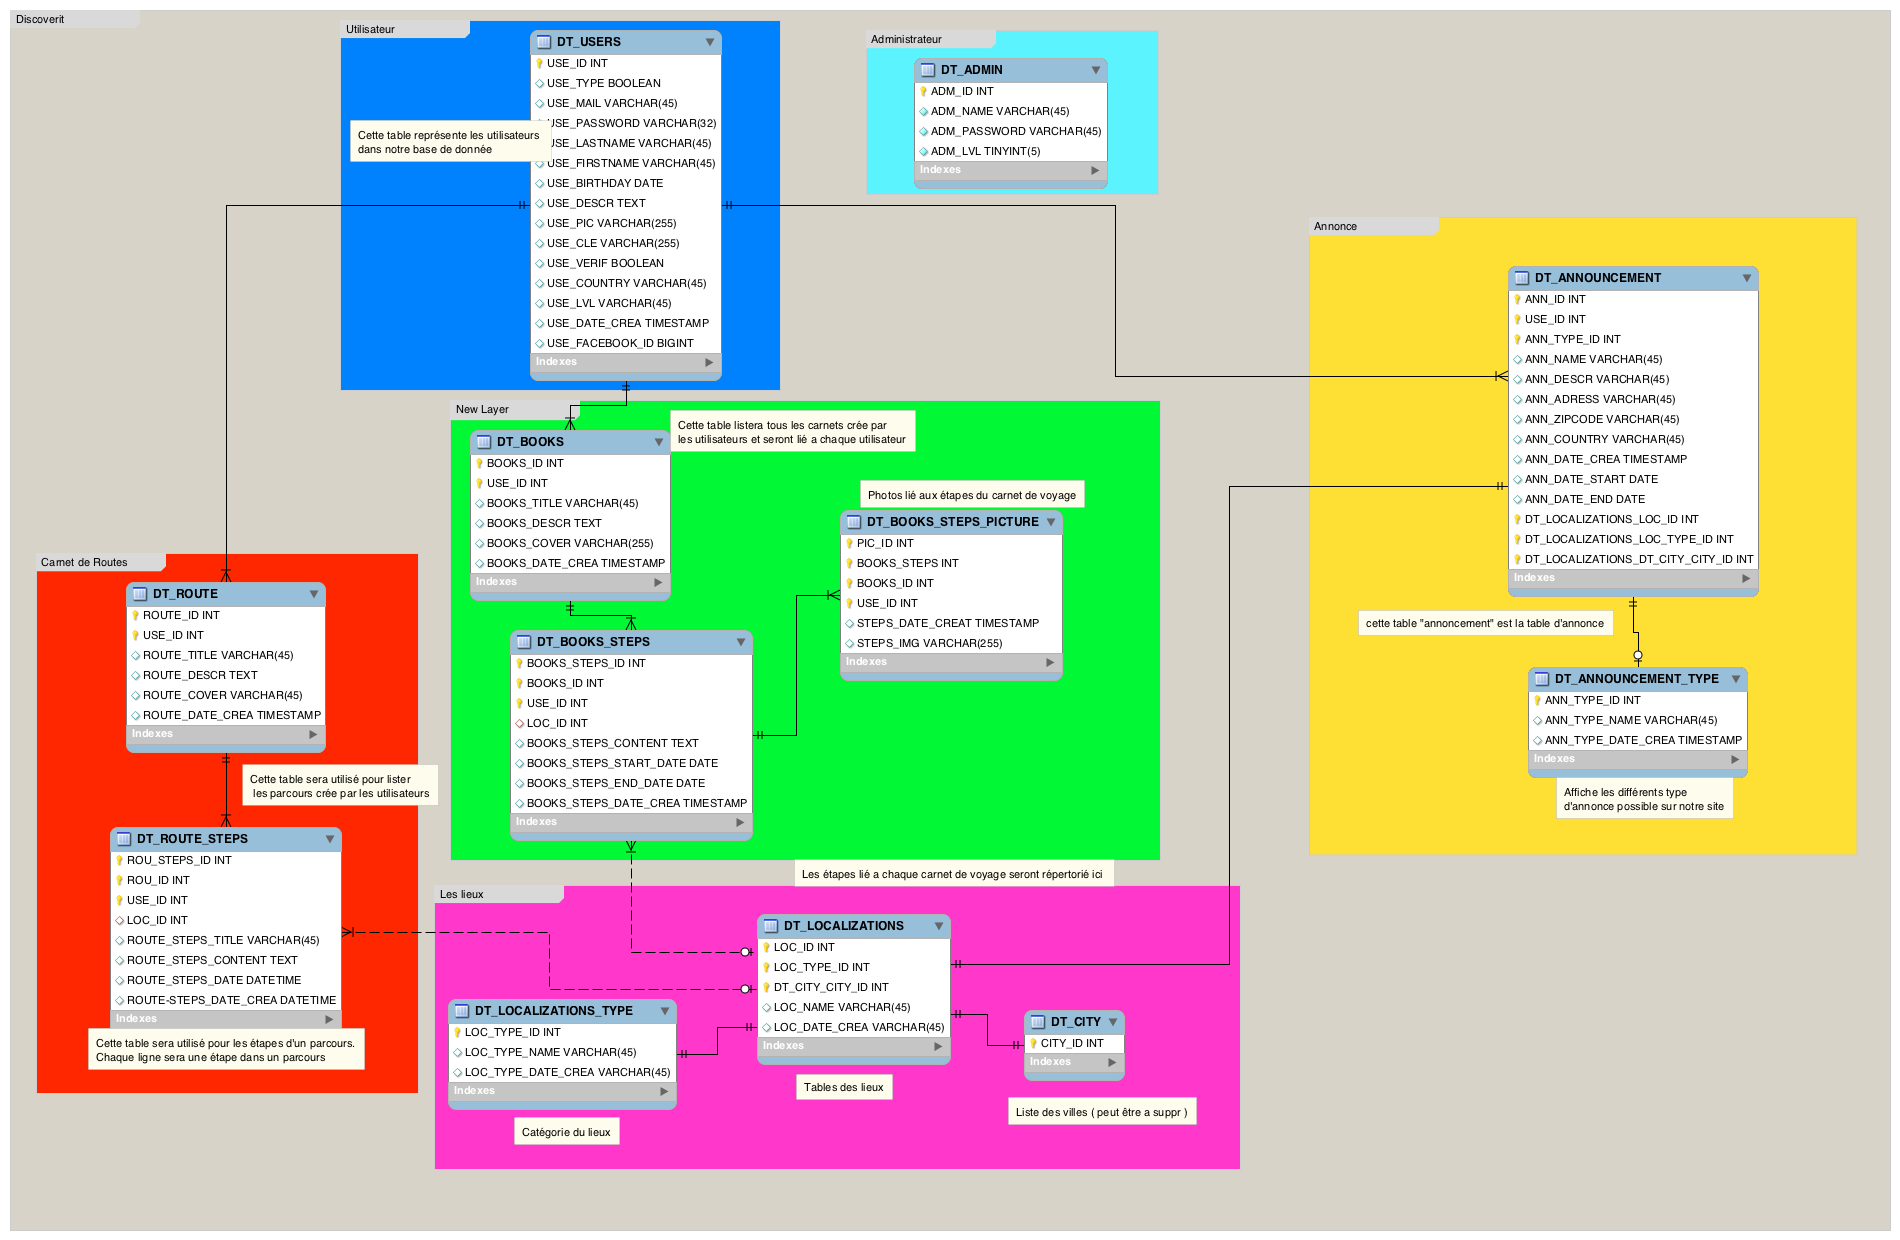 Discoverit
Utilisateur
DT_USERS
USE_ID INT
USE_TYPE BOOLEAN
USE_MAIL VARCHAR(45)
USE_PASSWORD VARCHAR(32)
USE_LASTNAME VARCHAR(45)
USE_FIRSTNAME VARCHAR(45)
USE_BIRTHDAY DATE
USE_DESCR TEXT
USE_PIC VARCHAR(255)
USE_CLE VARCHAR(255)
USE_VERIF BOOLEAN
USE_COUNTRY VARCHAR(45)
USE_LVL VARCHAR(45)
USE_DATE_CREA TIMESTAMP
USE_FACEBOOK_ID BIGINT
Indexes
Cette table représente les utilisateurs
dans notre base de donnée
Administrateur
DT_ADMIN
ADM_ID INT
ADM_NAME VARCHAR(45)
ADM_PASSWORD VARCHAR(45)
ADM_LVL TINYINT(5)
Indexes
Annonce
DT_ANNOUNCEMENT
ANN_ID INT
USE_ID INT
ANN_TYPE_ID INT
ANN_NAME VARCHAR(45)
ANN_DESCR VARCHAR(45)
ANN_ADRESS VARCHAR(45)
ANN_ZIPCODE VARCHAR(45)
ANN_COUNTRY VARCHAR(45)
ANN_DATE_CREA TIMESTAMP
ANN_DATE_START DATE
ANN_DATE_END DATE
DT_LOCALIZATIONS_LOC_ID INT
DT_LOCALIZATIONS_LOC_TYPE_ID INT
DT_LOCALIZATIONS_DT_CITY_CITY_ID INT
Indexes
cette table "annoncement" est la table d'annonce
DT_ANNOUNCEMENT_TYPE
ANN_TYPE_ID INT
ANN_TYPE_NAME VARCHAR(45)
ANN_TYPE_DATE_CREA TIMESTAMP
Indexes
Affiche les différents type
d'annonce possible sur notre site
New Layer
DT_BOOKS
BOOKS_ID INT
USE_ID INT
BOOKS_TITLE VARCHAR(45)
BOOKS_DESCR TEXT
BOOKS_COVER VARCHAR(255)
BOOKS_DATE_CREA TIMESTAMP
Indexes
Cette table listera tous les carnets crée par
les utilisateurs et seront lié a chaque utilisateur
Photos lié aux étapes du carnet de voyage
DT_BOOKS_STEPS_PICTURE
PIC_ID INT
BOOKS_STEPS INT
BOOKS_ID INT
USE_ID INT
STEPS_DATE_CREAT TIMESTAMP
STEPS_IMG VARCHAR(255)
Indexes
DT_BOOKS_STEPS
BOOKS_STEPS_ID INT
BOOKS_ID INT
USE_ID INT
LOC_ID INT
BOOKS_STEPS_CONTENT TEXT
BOOKS_STEPS_START_DATE DATE
BOOKS_STEPS_END_DATE DATE
BOOKS_STEPS_DATE_CREA TIMESTAMP
Indexes
Les étapes lié a chaque carnet de voyage seront répertorié ici
Carnet de Routes
DT_ROUTE
ROUTE_ID INT
USE_ID INT
ROUTE_TITLE VARCHAR(45)
ROUTE_DESCR TEXT
ROUTE_COVER VARCHAR(45)
ROUTE_DATE_CREA TIMESTAMP
Indexes
Cette table sera utilisé pour lister
les parcours crée par les utilisateurs
DT_ROUTE_STEPS
ROU_STEPS_ID INT
ROU_ID INT
USE_ID INT
LOC_ID INT
ROUTE_STEPS_TITLE VARCHAR(45)
ROUTE_STEPS_CONTENT TEXT
ROUTE_STEPS_DATE DATETIME
ROUTE-STEPS_DATE_CREA DATETIME
Indexes
Cette table sera utilisé pour les étapes d'un parcours.
Chaque ligne sera une étape dans un parcours
Les lieux
DT_LOCALIZATIONS
LOC_ID INT
LOC_TYPE_ID INT
DT_CITY_CITY_ID INT
LOC_NAME VARCHAR(45)
LOC_DATE_CREA VARCHAR(45)
Indexes
Tables des lieux
DT_LOCALIZATIONS_TYPE
LOC_TYPE_ID INT
LOC_TYPE_NAME VARCHAR(45)
LOC_TYPE_DATE_CREA VARCHAR(45)
Indexes
Catégorie du lieux
DT_CITY
CITY_ID INT
Indexes
Liste des villes ( peut être a suppr )